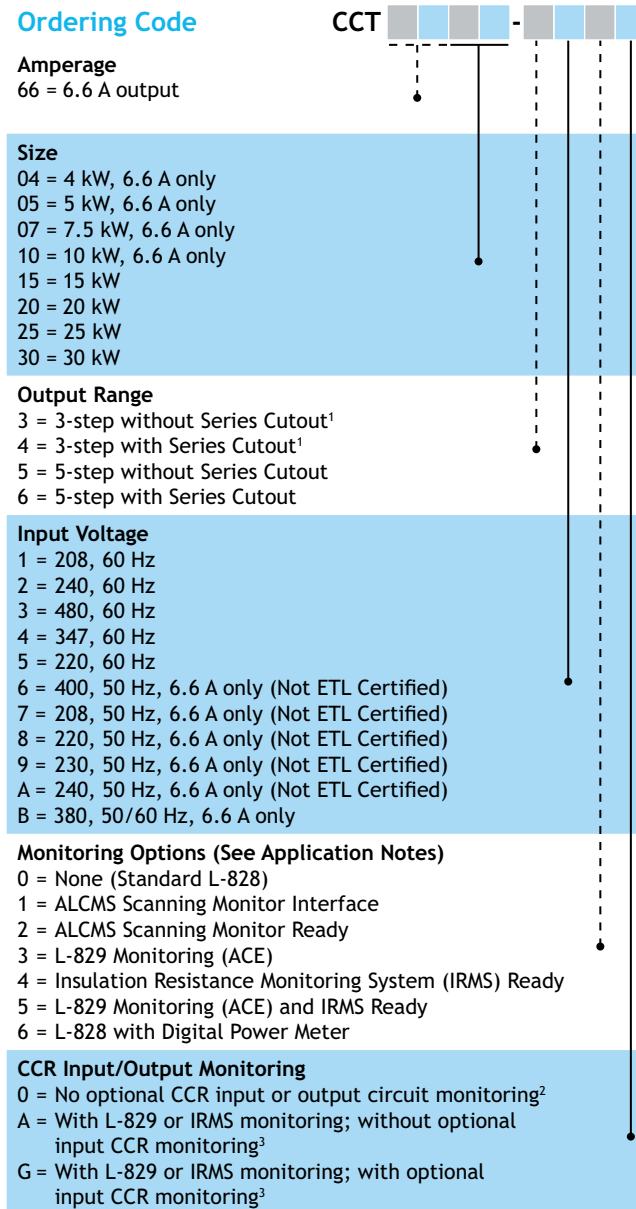 Ordering Code CCT -
Amperage
66 = 6.6 A output
Size
04 = 4 kW, 6.6 A only
05 = 5 kW, 6.6 A only
07 = 7.5 kW, 6.6 A only
10 = 10 kW, 6.6 A only
15 = 15 kW
20 = 20 kW
25 = 25 kW
30 = 30 kW
Output Range
3 = 3-step without Series Cutout¹
4 = 3-step with Series Cutout¹
5 = 5-step without Series Cutout
6 = 5-step with Series Cutout
Input Voltage
1 = 208, 60 Hz
2 = 240, 60 Hz
3 = 480, 60 Hz
4 = 347, 60 Hz
5 = 220, 60 Hz
6 = 400, 50 Hz, 6.6 A only (Not ETL Certified)
7 = 208, 50 Hz, 6.6 A only (Not ETL Certified)
8 = 220, 50 Hz, 6.6 A only (Not ETL Certified)
9 = 230, 50 Hz, 6.6 A only (Not ETL Certified)
A = 240, 50 Hz, 6.6 A only (Not ETL Certified)
B = 380, 50/60 Hz, 6.6 A only
Monitoring Options (See Application Notes)
0 = None (Standard L-828)
1 = ALCMS Scanning Monitor Interface
2 = ALCMS Scanning Monitor Ready
3 = L-829 Monitoring (ACE)
4 = Insulation Resistance Monitoring System (IRMS) Ready
5 = L-829 Monitoring (ACE) and IRMS Ready
6 = L-828 with Digital Power Meter
CCR Input/Output Monitoring
0 = No optional CCR input or output circuit monitoring²
A = With L-829 or IRMS monitoring; without optional
input CCR monitoring³
G = With L-829 or IRMS monitoring; with optional
input CCR monitoring³